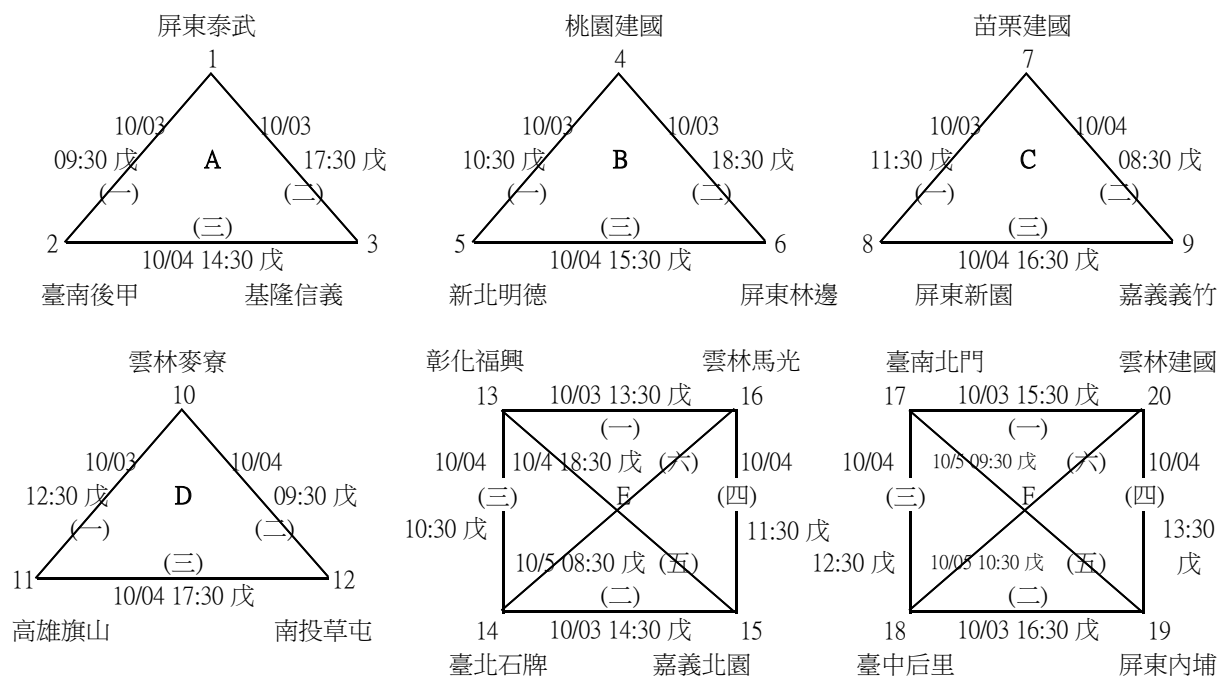 屏東泰武 桃園建國 苗栗建國
1 4 7
10/03 10/03 10/03 10/03 10/03 10/04
09:30 戊 A 17:30 戊 10:30 戊 B 18:30 戊 11:30 戊 C 08:30 戊
(一) (二) (一) (二) (一) (二)
(三) (三) (三)
2 3 5 6 8 9
10/04 14:30 戊 10/04 15:30 戊 10/04 16:30 戊
臺南後甲 基隆信義 新北明德 屏東林邊 屏東新園 嘉義義竹
雲林麥寮 彰化福興 雲林馬光 臺南北門 雲林建國
10 13 10/03 13:30 戊 16 17 10/03 15:30 戊 20
(一) (一)
10/03 10/04 10/04 10/4 18:30 戊 (六) 10/04 10/04 10/5 09:30 戊 (六) 10/04
12:30 戊 D 09:30 戊 (三) E (四) (三) F (四)
(一) (二) 10:30 戊 11:30 戊 12:30 戊 13:30
戊
(三) 10/5 08:30 戊 (五) 10/05 10:30 戊 (五)
11 12 (二) (二)
10/04 17:30 戊 14 10/03 14:30 戊 15 18 10/03 16:30 戊 19
高雄旗山 南投草屯 臺北石牌 嘉義北園 臺中后里 屏東內埔